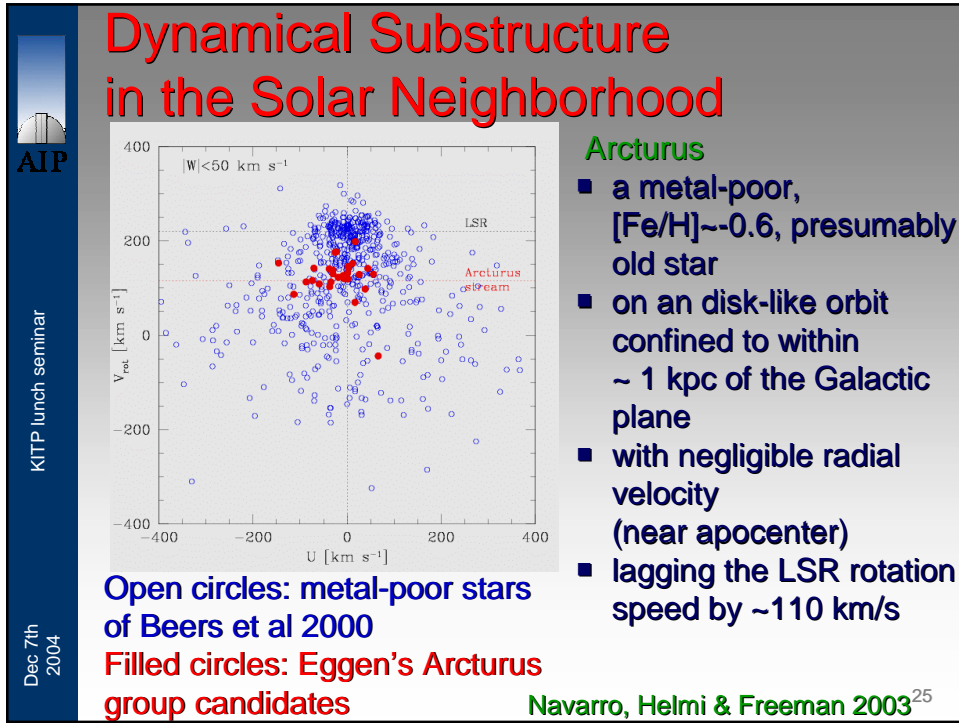 Dynamical Substructure
in the Solar Neighborhood
AIP
KITP lunch seminar
Dec 7th
2004
|W|<50 km s⁻¹
LSR
Arcturus
stream
400
200
0
−200
−400
V_rot [km s⁻¹]
−400 −200 0 200 400
U [km s⁻¹]
Open circles: metal-poor stars
of Beers et al 2000
Filled circles: Eggen's Arcturus
group candidates
Arcturus
a metal-poor,
[Fe/H]~-0.6, presumably
old star
on an disk-like orbit
confined to within
~ 1 kpc of the Galactic
plane
with negligible radial
velocity
(near apocenter)
lagging the LSR rotation
speed by ~110 km/s
Navarro, Helmi & Freeman 2003
25